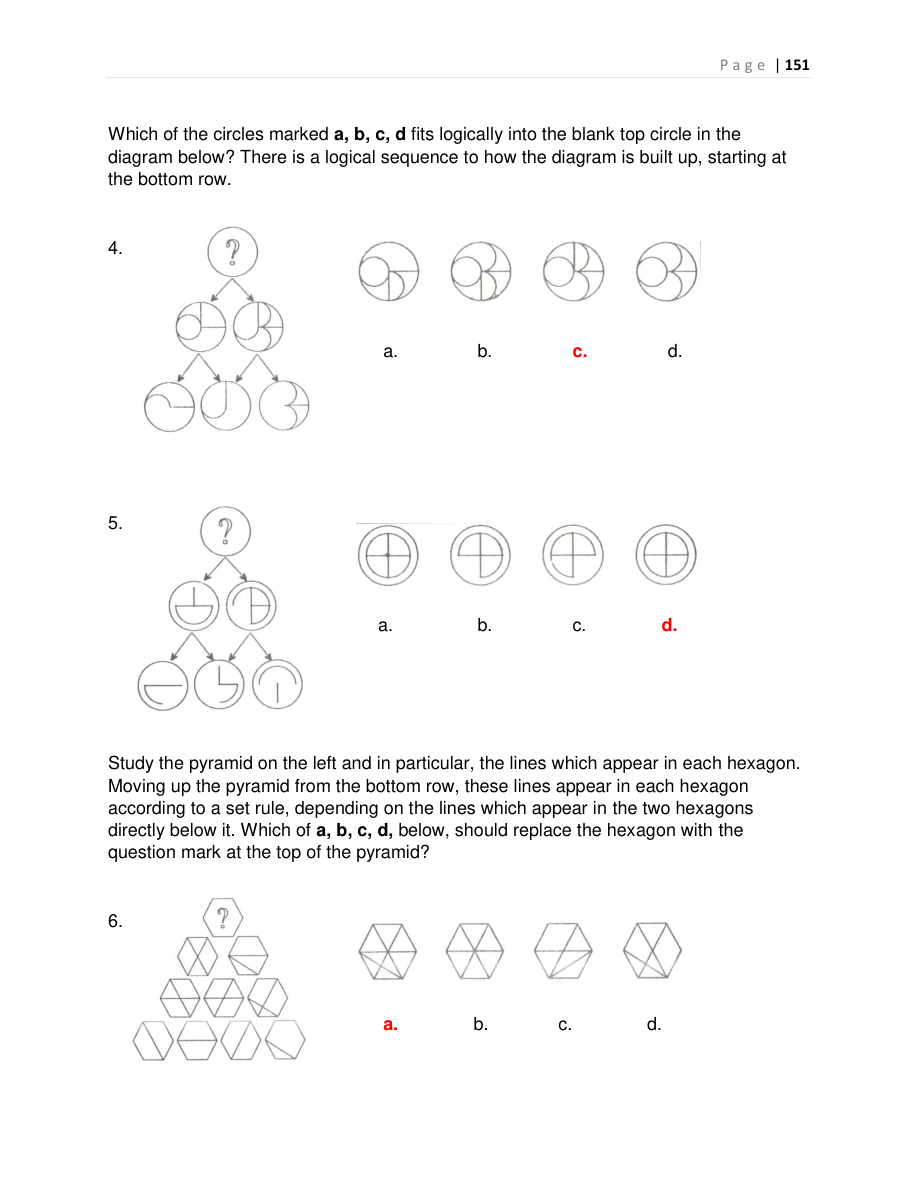 Page | 151
Which of the circles marked a, b, c, d fits logically into the blank top circle in the
diagram below? There is a logical sequence to how the diagram is built up, starting at
the bottom row.
4.
?
a. b. c. d.
5.
?
a. b. c. d.
Study the pyramid on the left and in particular, the lines which appear in each hexagon.
Moving up the pyramid from the bottom row, these lines appear in each hexagon
according to a set rule, depending on the lines which appear in the two hexagons
directly below it. Which of a, b, c, d, below, should replace the hexagon with the
question mark at the top of the pyramid?
6.
?
a. b. c. d.